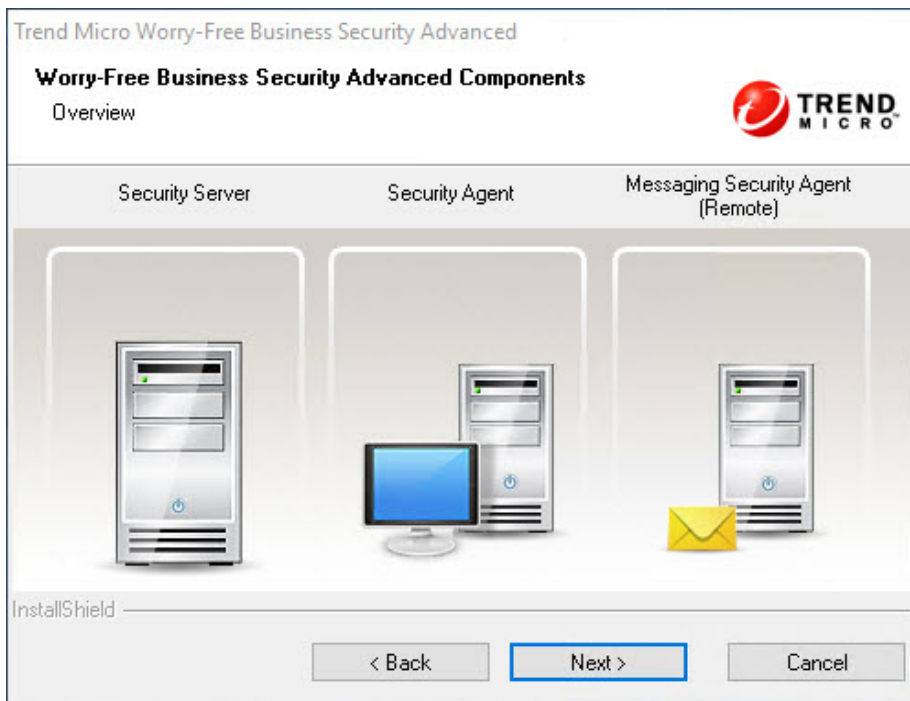 Trend Micro Worry-Free Business Security Advanced
Worry-Free Business Security Advanced Components
Overview
TREND
MICRO™
Security Server
Security Agent
Messaging Security Agent
(Remote)
InstallShield
< Back
Next >
Cancel